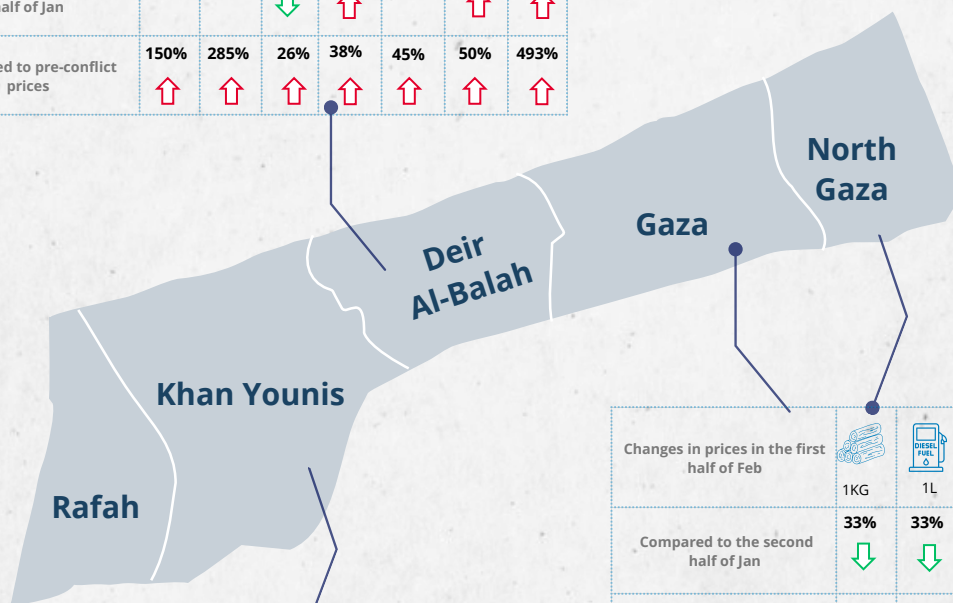 half of Jan
150% 285% 26% 38% 45% 50% 493%
ed to pre-conflict
prices
North
Gaza
Gaza
Deir
Al-Balah
Khan Younis
Rafah
Changes in prices in the first
half of Feb
DIESEL
FUEL
1KG 1L
33% 33%
Compared to the second
half of Jan